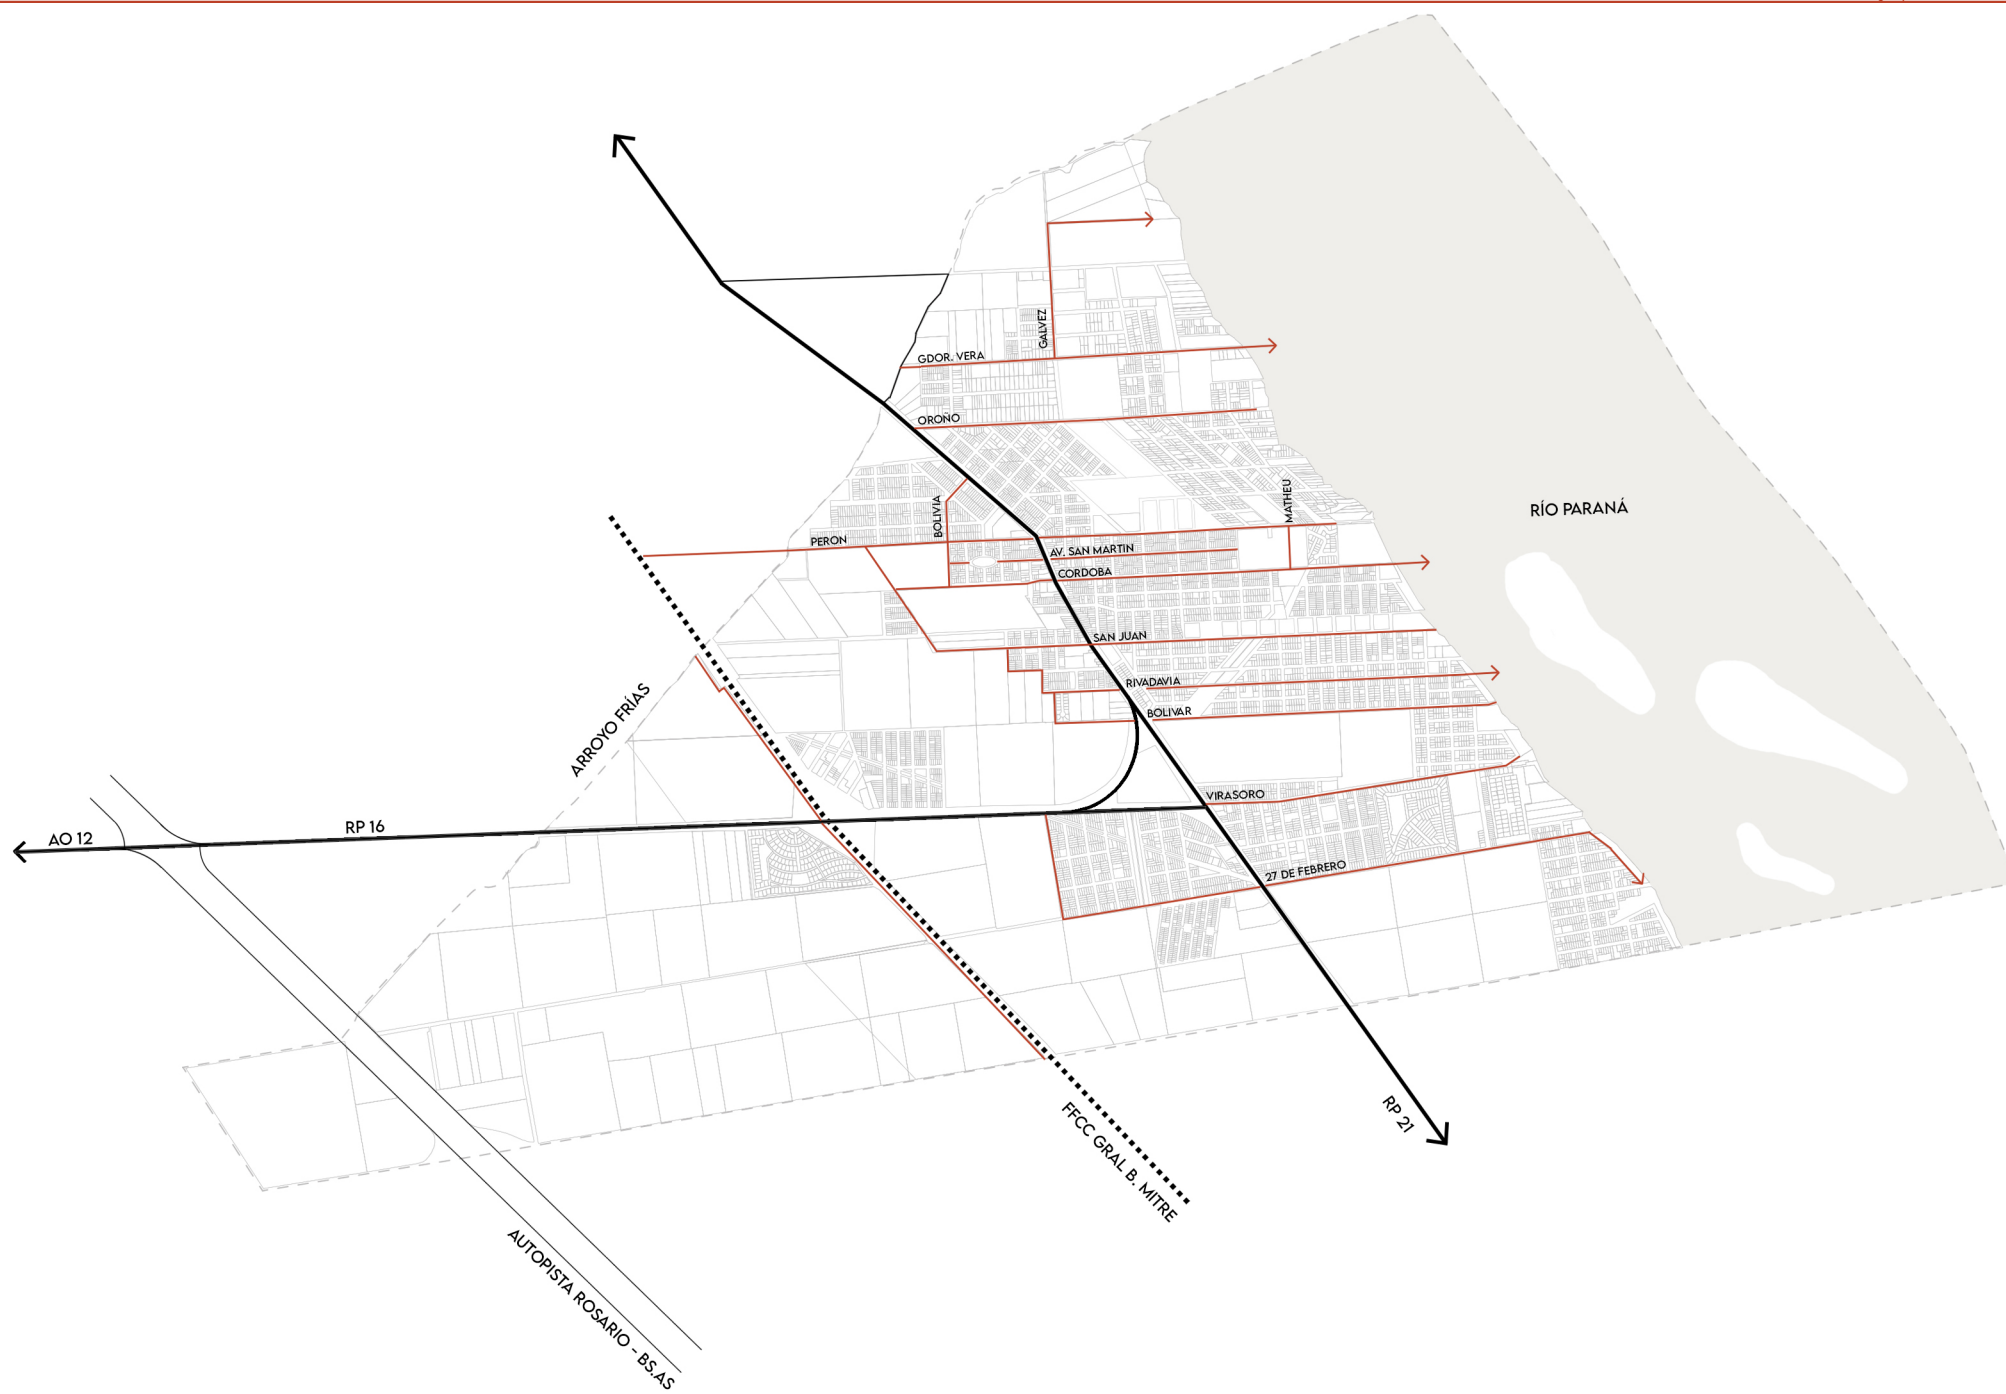 GALVEZ
GDOR. VERA
OROÑO
MATHEU
BOLIVIA
RÍO PARANÁ
PERON
AV. SAN MARTIN
CORDOBA
SAN JUAN
RIVADAVIA
BOLIVAR
ARROYO FRÍAS
VIRASORO
RP 16
AO 12
27 DE FEBRERO
RP 21
FFCC GRAL B. MITRE
AUTOPISTA ROSARIO - BS.AS